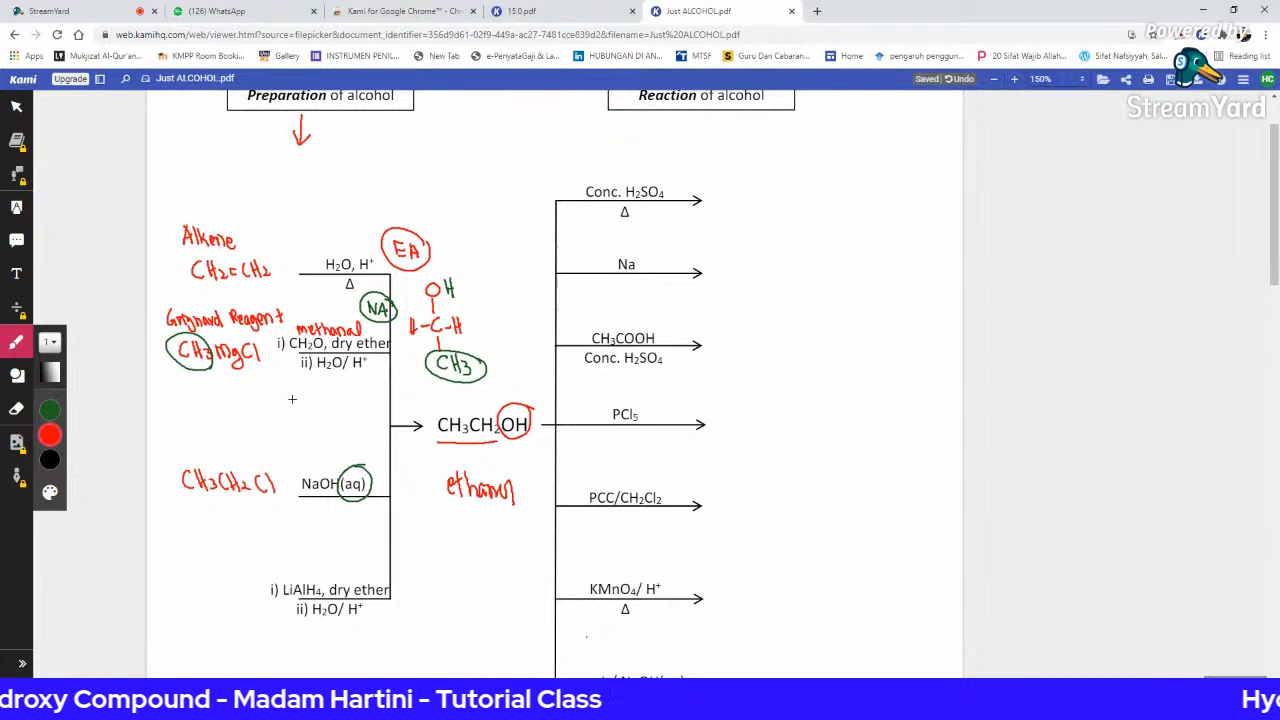 StreamYard
(126) WhatsApp
Kami for Google Chrome™ - Chro
15.0.pdf
Just ALCOHOL.pdf
web.kamihq.com/web/viewer.html?source=filepicker&document_identifier=356dc561-02f9-449a-ac27-7481cce839d2&filename=Just%20ALCOHOL.pdf
Powered by
StreamYard
Apps
Mukjizat Al-Qur'an...
KMPP Room Booking...
Gallery
INSTRUMEN PENIL...
New Tab
e-PenyataGaji & La...
HUBUNGAN DI AN...
MTSF
Guru Dan Cabaran...
Home
pengaruh penggun...
20 Sifat Wajib Allah...
Sifat Nafsiyyah, Sal...
Reading list
Kami
Upgrade
Just ALCOHOL.pdf
Saved
Undo
150%
HC
Preparation of alcohol
Reaction of alcohol
Conc. H₂SO₄
Δ
Alkene
CH₂=CH₂
H₂O, H⁺
Δ
EA
Na
NA
OH
H-C-H
CH₃
Grignard Reagent
methanal
CH₃MgCl
i) CH₂O, dry ether
ii) H₂O/ H⁺
CH₃COOH
Conc. H₂SO₄
CH₃CH₂OH
PCl₅
CH₃CH₂Cl
NaOH(aq)
ethanol
PCC/CH₂Cl₂
i) LiAlH₄, dry ether
ii) H₂O/ H⁺
KMnO₄/ H⁺
Δ
droxy Compound - Madam Hartini - Tutorial Class
Hy